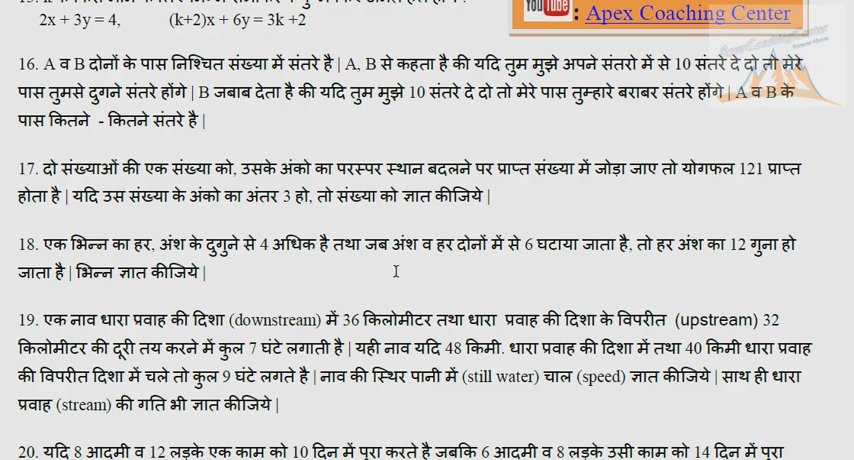 You Tube : Apex Coaching Center
2x + 3y = 4, (k+2)x + 6y = 3k +2
16. A व B दोनों के पास निश्चित संख्या में संतरे है | A, B से कहता है की यदि तुम मुझे अपने संतरो में से 10 संतरे दे दो तो मेरे
पास तुमसे दुगने संतरे होंगे | B जबाब देता है की यदि तुम मुझे 10 संतरे दे दो तो मेरे पास तुम्हारे बराबर संतरे होंगे | A व B के
पास कितने - कितने संतरे है |
17. दो संख्याओं की एक संख्या को, उसके अंको का परस्पर स्थान बदलने पर प्राप्त संख्या में जोड़ा जाए तो योगफल 121 प्राप्त
होता है | यदि उस संख्या के अंको का अंतर 3 हो, तो संख्या को ज्ञात कीजिये |
18. एक भिन्न का हर, अंश के दुगुने से 4 अधिक है तथा जब अंश व हर दोनों में से 6 घटाया जाता है, तो हर अंश का 12 गुना हो
जाता है | भिन्न ज्ञात कीजिये |
19. एक नाव धारा प्रवाह की दिशा (downstream) में 36 किलोमीटर तथा धारा प्रवाह की दिशा के विपरीत (upstream) 32
किलोमीटर की दूरी तय करने में कुल 7 घंटे लगाती है | यही नाव यदि 48 किमी. धारा प्रवाह की दिशा में तथा 40 किमी धारा प्रवाह
की विपरीत दिशा में चले तो कुल 9 घंटे लगते है | नाव की स्थिर पानी में (still water) चाल (speed) ज्ञात कीजिये | साथ ही धारा
प्रवाह (stream) की गति भी ज्ञात कीजिये |
20. यदि 8 आदमी व 12 लड़के एक काम को 10 दिन में पूरा करते है जबकि 6 आदमी व 8 लड़के उसी काम को 14 दिन में पूरा